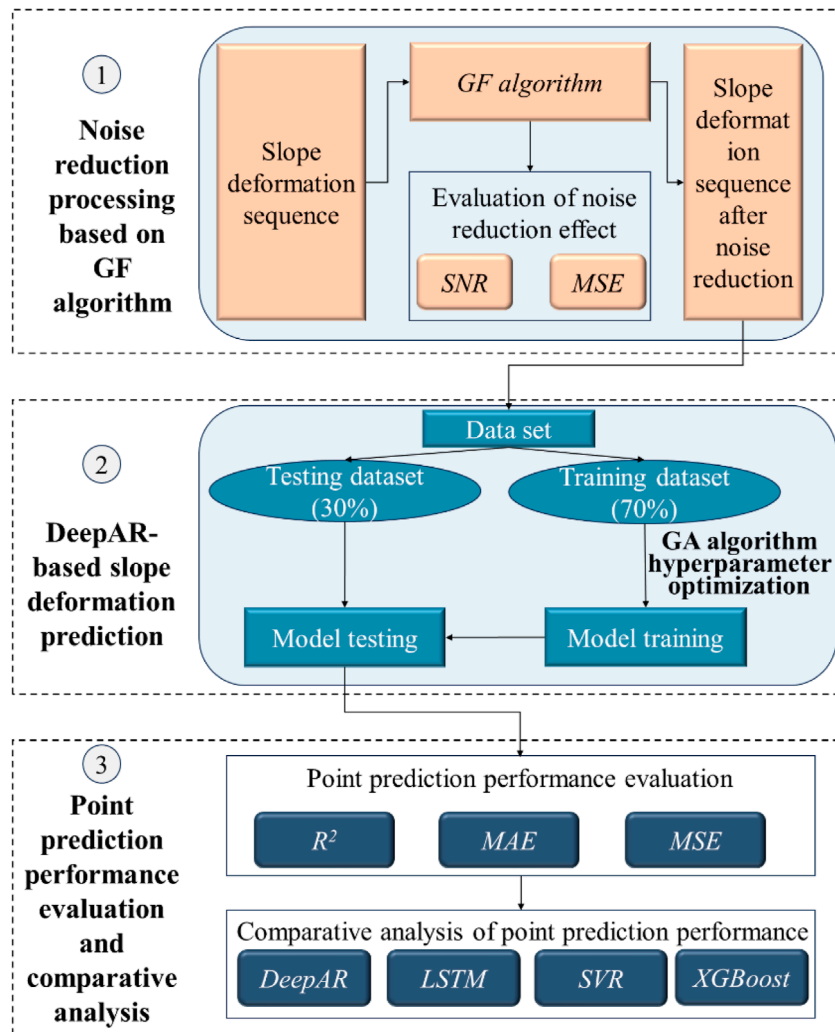 1
Noise
reduction
processing
based on
GF
algorithm
Slope
deformation
sequence
GF algorithm
Evaluation of noise
reduction effect
SNR
MSE
Slope
deformat
ion
sequence
after
noise
reduction
2
DeepAR-
based slope
deformation
prediction
Data set
Testing dataset
(30%)
Training dataset
(70%)
GA algorithm
hyperparameter
optimization
Model testing
Model training
3
Point
prediction
performance
evaluation
and
comparative
analysis
Point prediction performance evaluation
R²
MAE
MSE
Comparative analysis of point prediction performance
DeepAR
LSTM
SVR
XGBoost